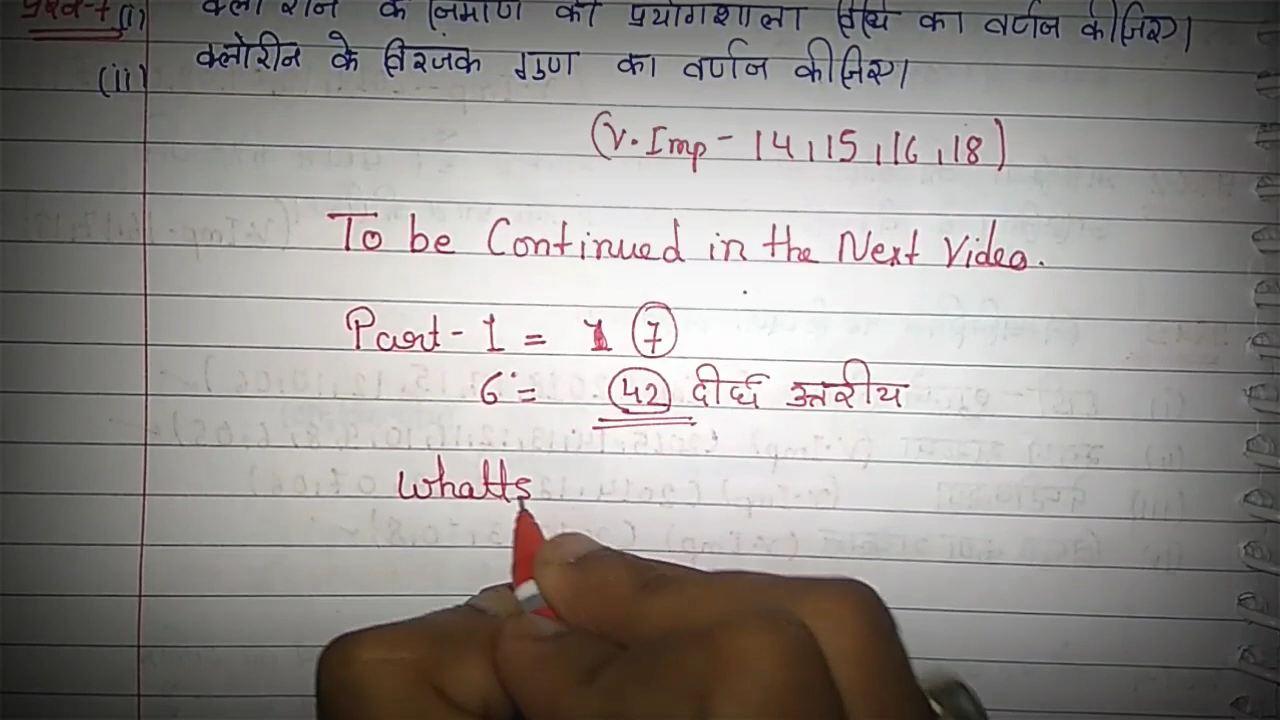 प्रश्न-7 (i) क्लोरीन के निर्माण की प्रयोगशाला विधि का वर्णन कीजिए।
(ii) क्लोरीन के विरंजक गुण का वर्णन कीजिए।
(V. Imp - 14, 15, 16, 18)
To be Continued in the Next Video.
Part - 1 = 7
6 = 42 दीर्घ उत्तरीय
Whatts